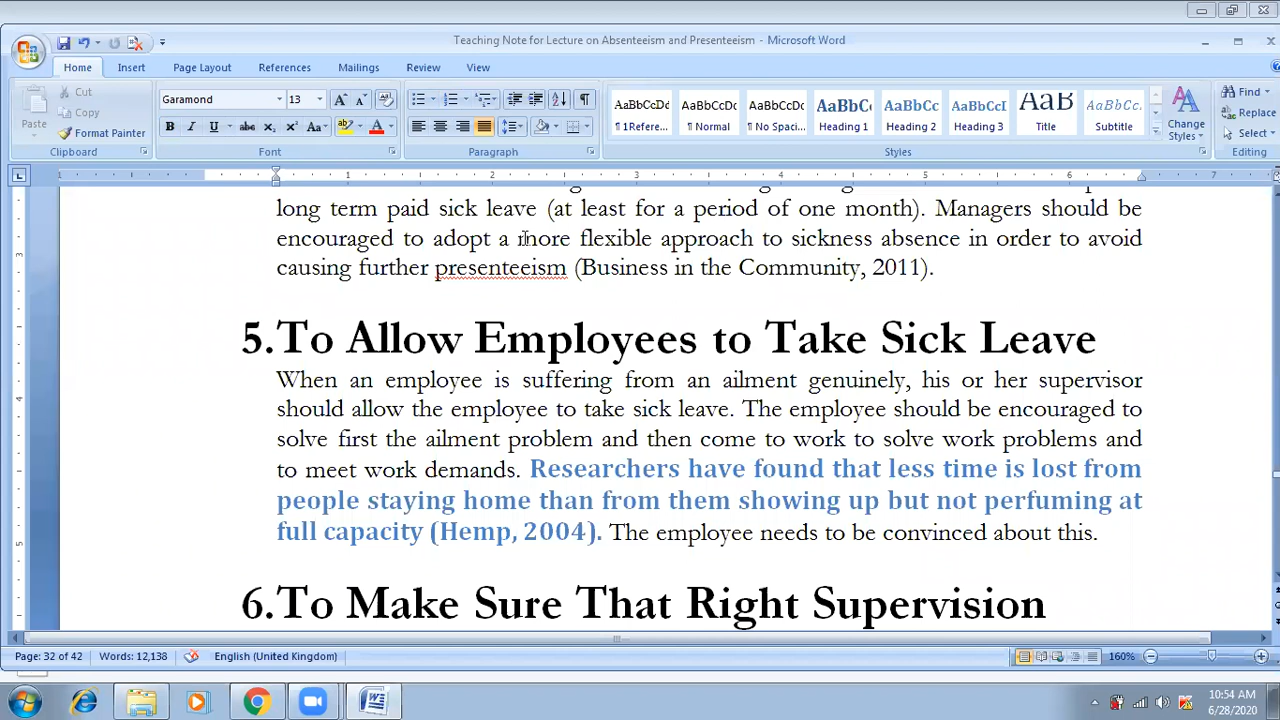 Teaching Note for Lecture on Absenteeism and Presenteeism - Microsoft Word
Home Insert Page Layout References Mailings Review View
Paste
Cut
Copy
Format Painter
Clipboard
Garamond 13
B I U abc x₂ x² Aa
Font
Paragraph
AaBbCcDd AaBbCcDc AaBbCcDc AaBbC AaBbCc AaBbCcI AaB AaBbCc.
¶ 1Refere... ¶ Normal ¶ No Spaci... Heading 1 Heading 2 Heading 3 Title Subtitle
Styles
Change Styles
Find
Replace
Select
Editing
long term paid sick leave (at least for a period of one month). Managers should be
encouraged to adopt a more flexible approach to sickness absence in order to avoid
causing further presenteeism (Business in the Community, 2011).
5.To Allow Employees to Take Sick Leave
When an employee is suffering from an ailment genuinely, his or her supervisor
should allow the employee to take sick leave. The employee should be encouraged to
solve first the ailment problem and then come to work to solve work problems and
to meet work demands. Researchers have found that less time is lost from
people staying home than from them showing up but not perfuming at
full capacity (Hemp, 2004). The employee needs to be convinced about this.
6.To Make Sure That Right Supervision
Page: 32 of 42 Words: 12,138 English (United Kingdom) 160%
10:54 AM
6/28/2020